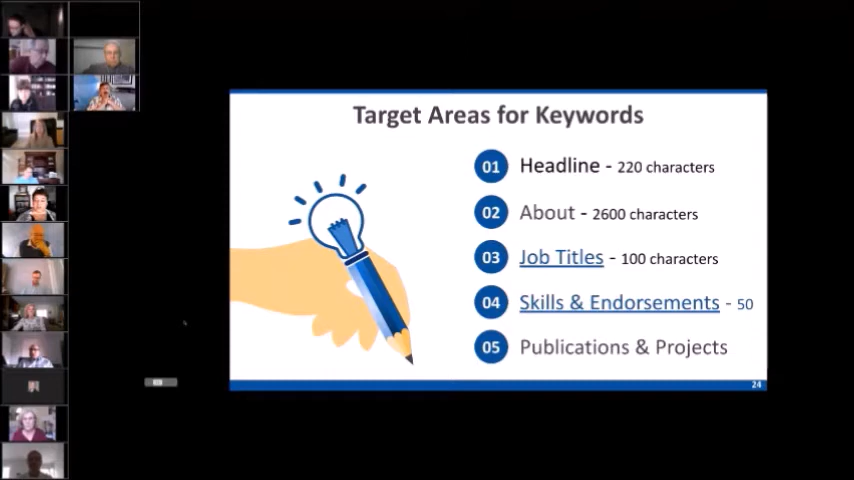 Target Areas for Keywords
01 Headline - 220 characters
02 About - 2600 characters
03 Job Titles - 100 characters
04 Skills & Endorsements - 50
05 Publications & Projects
24